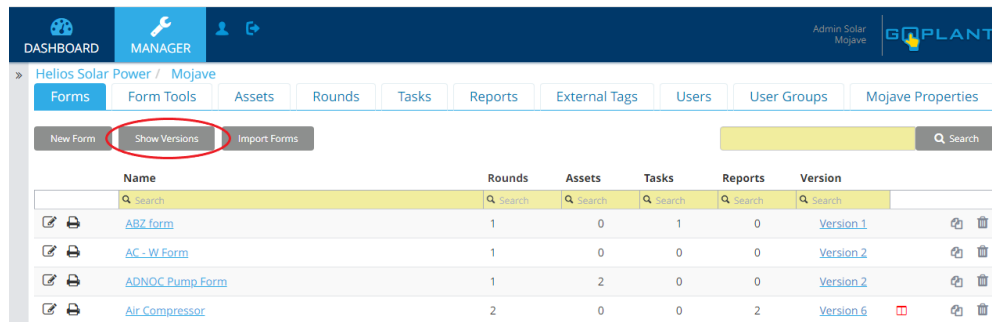 DASHBOARD MANAGER Admin Solar Mojave GOPLANT
» Helios Solar Power / Mojave
Forms Form Tools Assets Rounds Tasks Reports External Tags Users User Groups Mojave Properties
New Form Show Versions Import Forms Search
Name Rounds Assets Tasks Reports Version
Search Search Search Search Search Search
ABZ form 1 0 1 0 Version 1
AC - W Form 1 0 0 0 Version 2
ADNOC Pump Form 1 2 0 0 Version 2
Air Compressor 2 0 0 2 Version 6